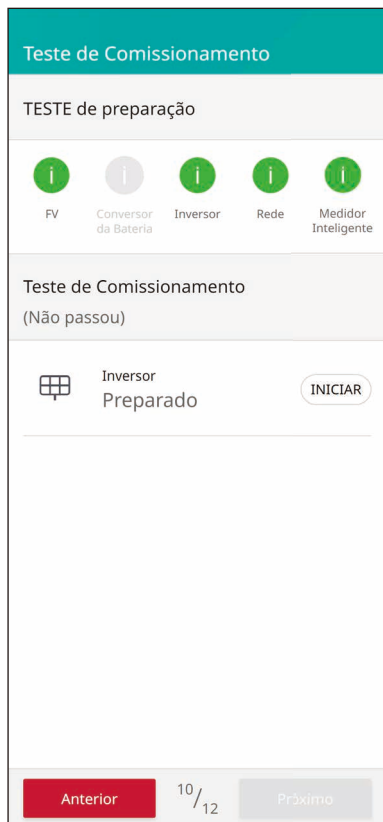 Teste de Comissionamento
TESTE de preparação
i i i i i
FV
Conversor
da Bateria
Inversor
Rede
Medidor
Inteligente
Teste de Comissionamento
(Não passou)
Inversor
Preparado
INICIAR
Anterior
10/12
Próximo